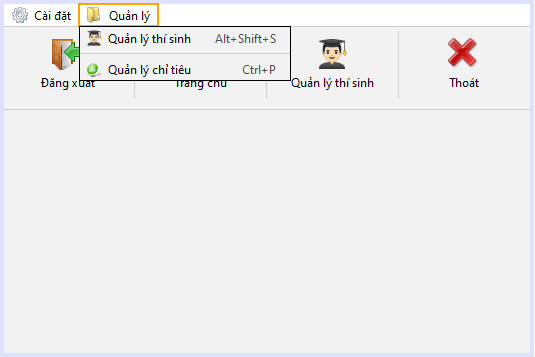 Cài đặt Quản lý
Quản lý thí sinh Alt+Shift+S
Quản lý chỉ tiêu Ctrl+P
Đăng xuất Trang chủ Quản lý thí sinh Thoát